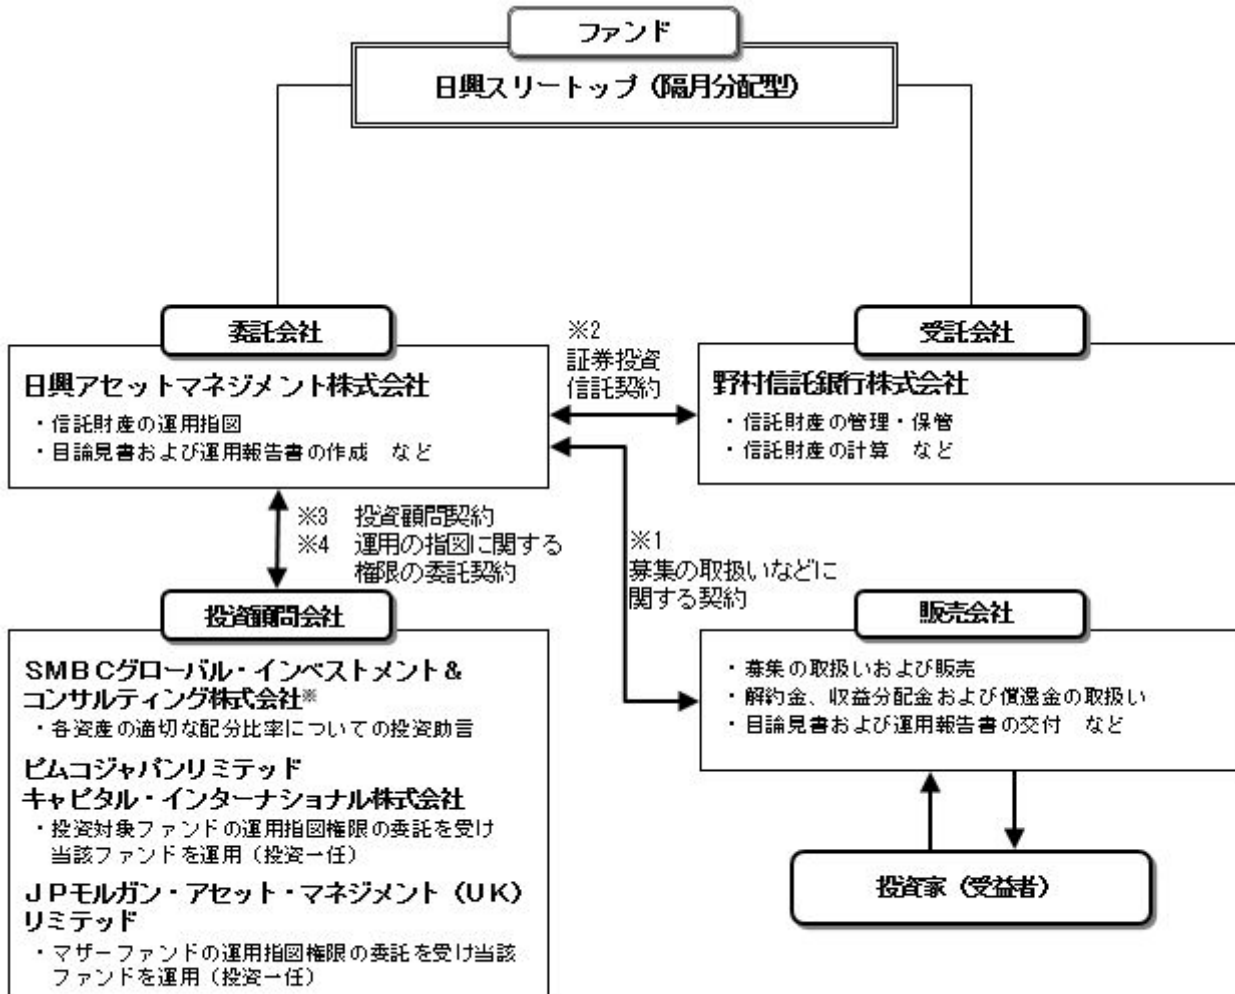 ファンド
日興スリートップ（隔月分配型）
委託会社
日興アセットマネジメント株式会社
・信託財産の運用指図
・目論見書および運用報告書の作成　など
※2
証券投資
信託契約
受託会社
野村信託銀行株式会社
・信託財産の管理・保管
・信託財産の計算　など
※3　投資顧問契約
※4　運用の指図に関する
権限の委託契約
※1
募集の取扱いなどに
関する契約
投資顧問会社
ＳＭＢＣグローバル・インベストメント＆
コンサルティング株式会社※
・各資産の適切な配分比率についての投資助言
ピムコジャパンリミテッド
キャピタル・インターナショナル株式会社
・投資対象ファンドの運用指図権限の委託を受け
当該ファンドを運用（投資一任）
ＪＰモルガン・アセット・マネジメント（ＵＫ）
リミテッド
・マザーファンドの運用指図権限の委託を受け当該
ファンドを運用（投資一任）
販売会社
・募集の取扱いおよび販売
・解約金、収益分配金および償還金の取扱い
・目論見書および運用報告書の交付　など
投資家（受益者）